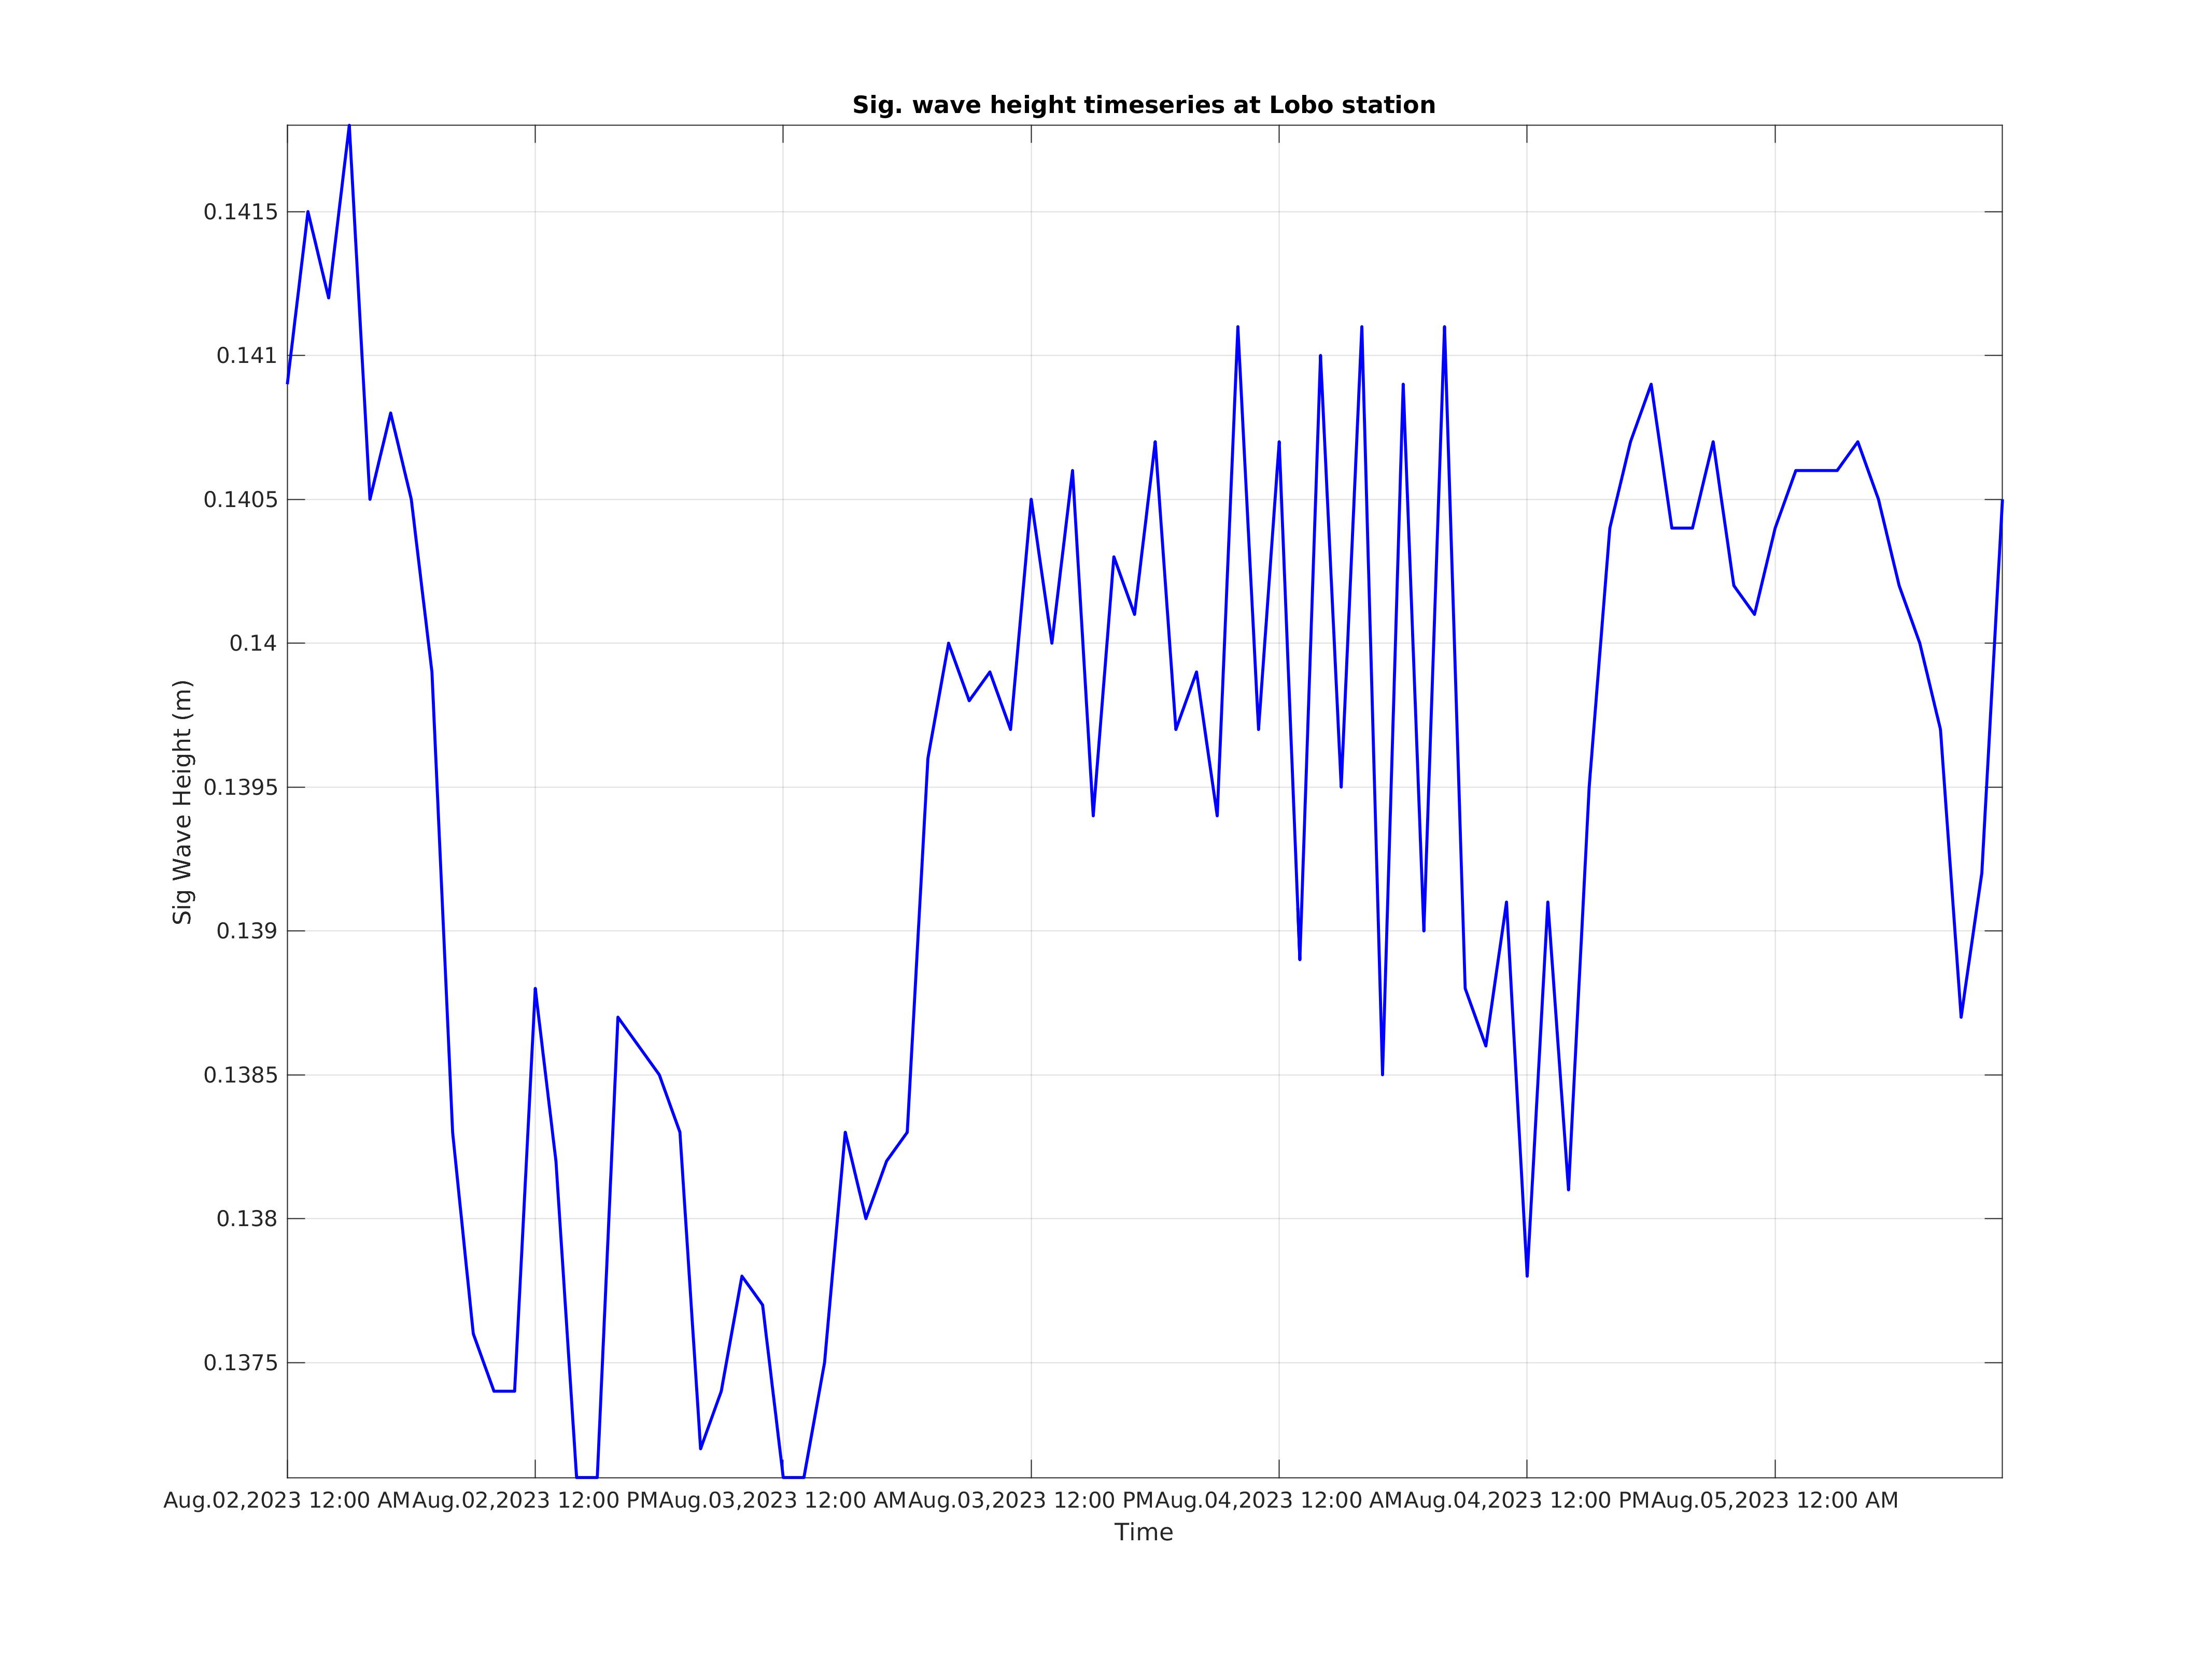 Sig. wave height timeseries at Lobo station
0.1415
0.141
0.1405
0.14
0.1395
0.139
0.1385
0.138
0.1375
Sig Wave Height (m)
Aug.02,2023 12:00 AM Aug.02,2023 12:00 PM Aug.03,2023 12:00 AM Aug.03,2023 12:00 PM Aug.04,2023 12:00 AM Aug.04,2023 12:00 PM Aug.05,2023 12:00 AM
Time